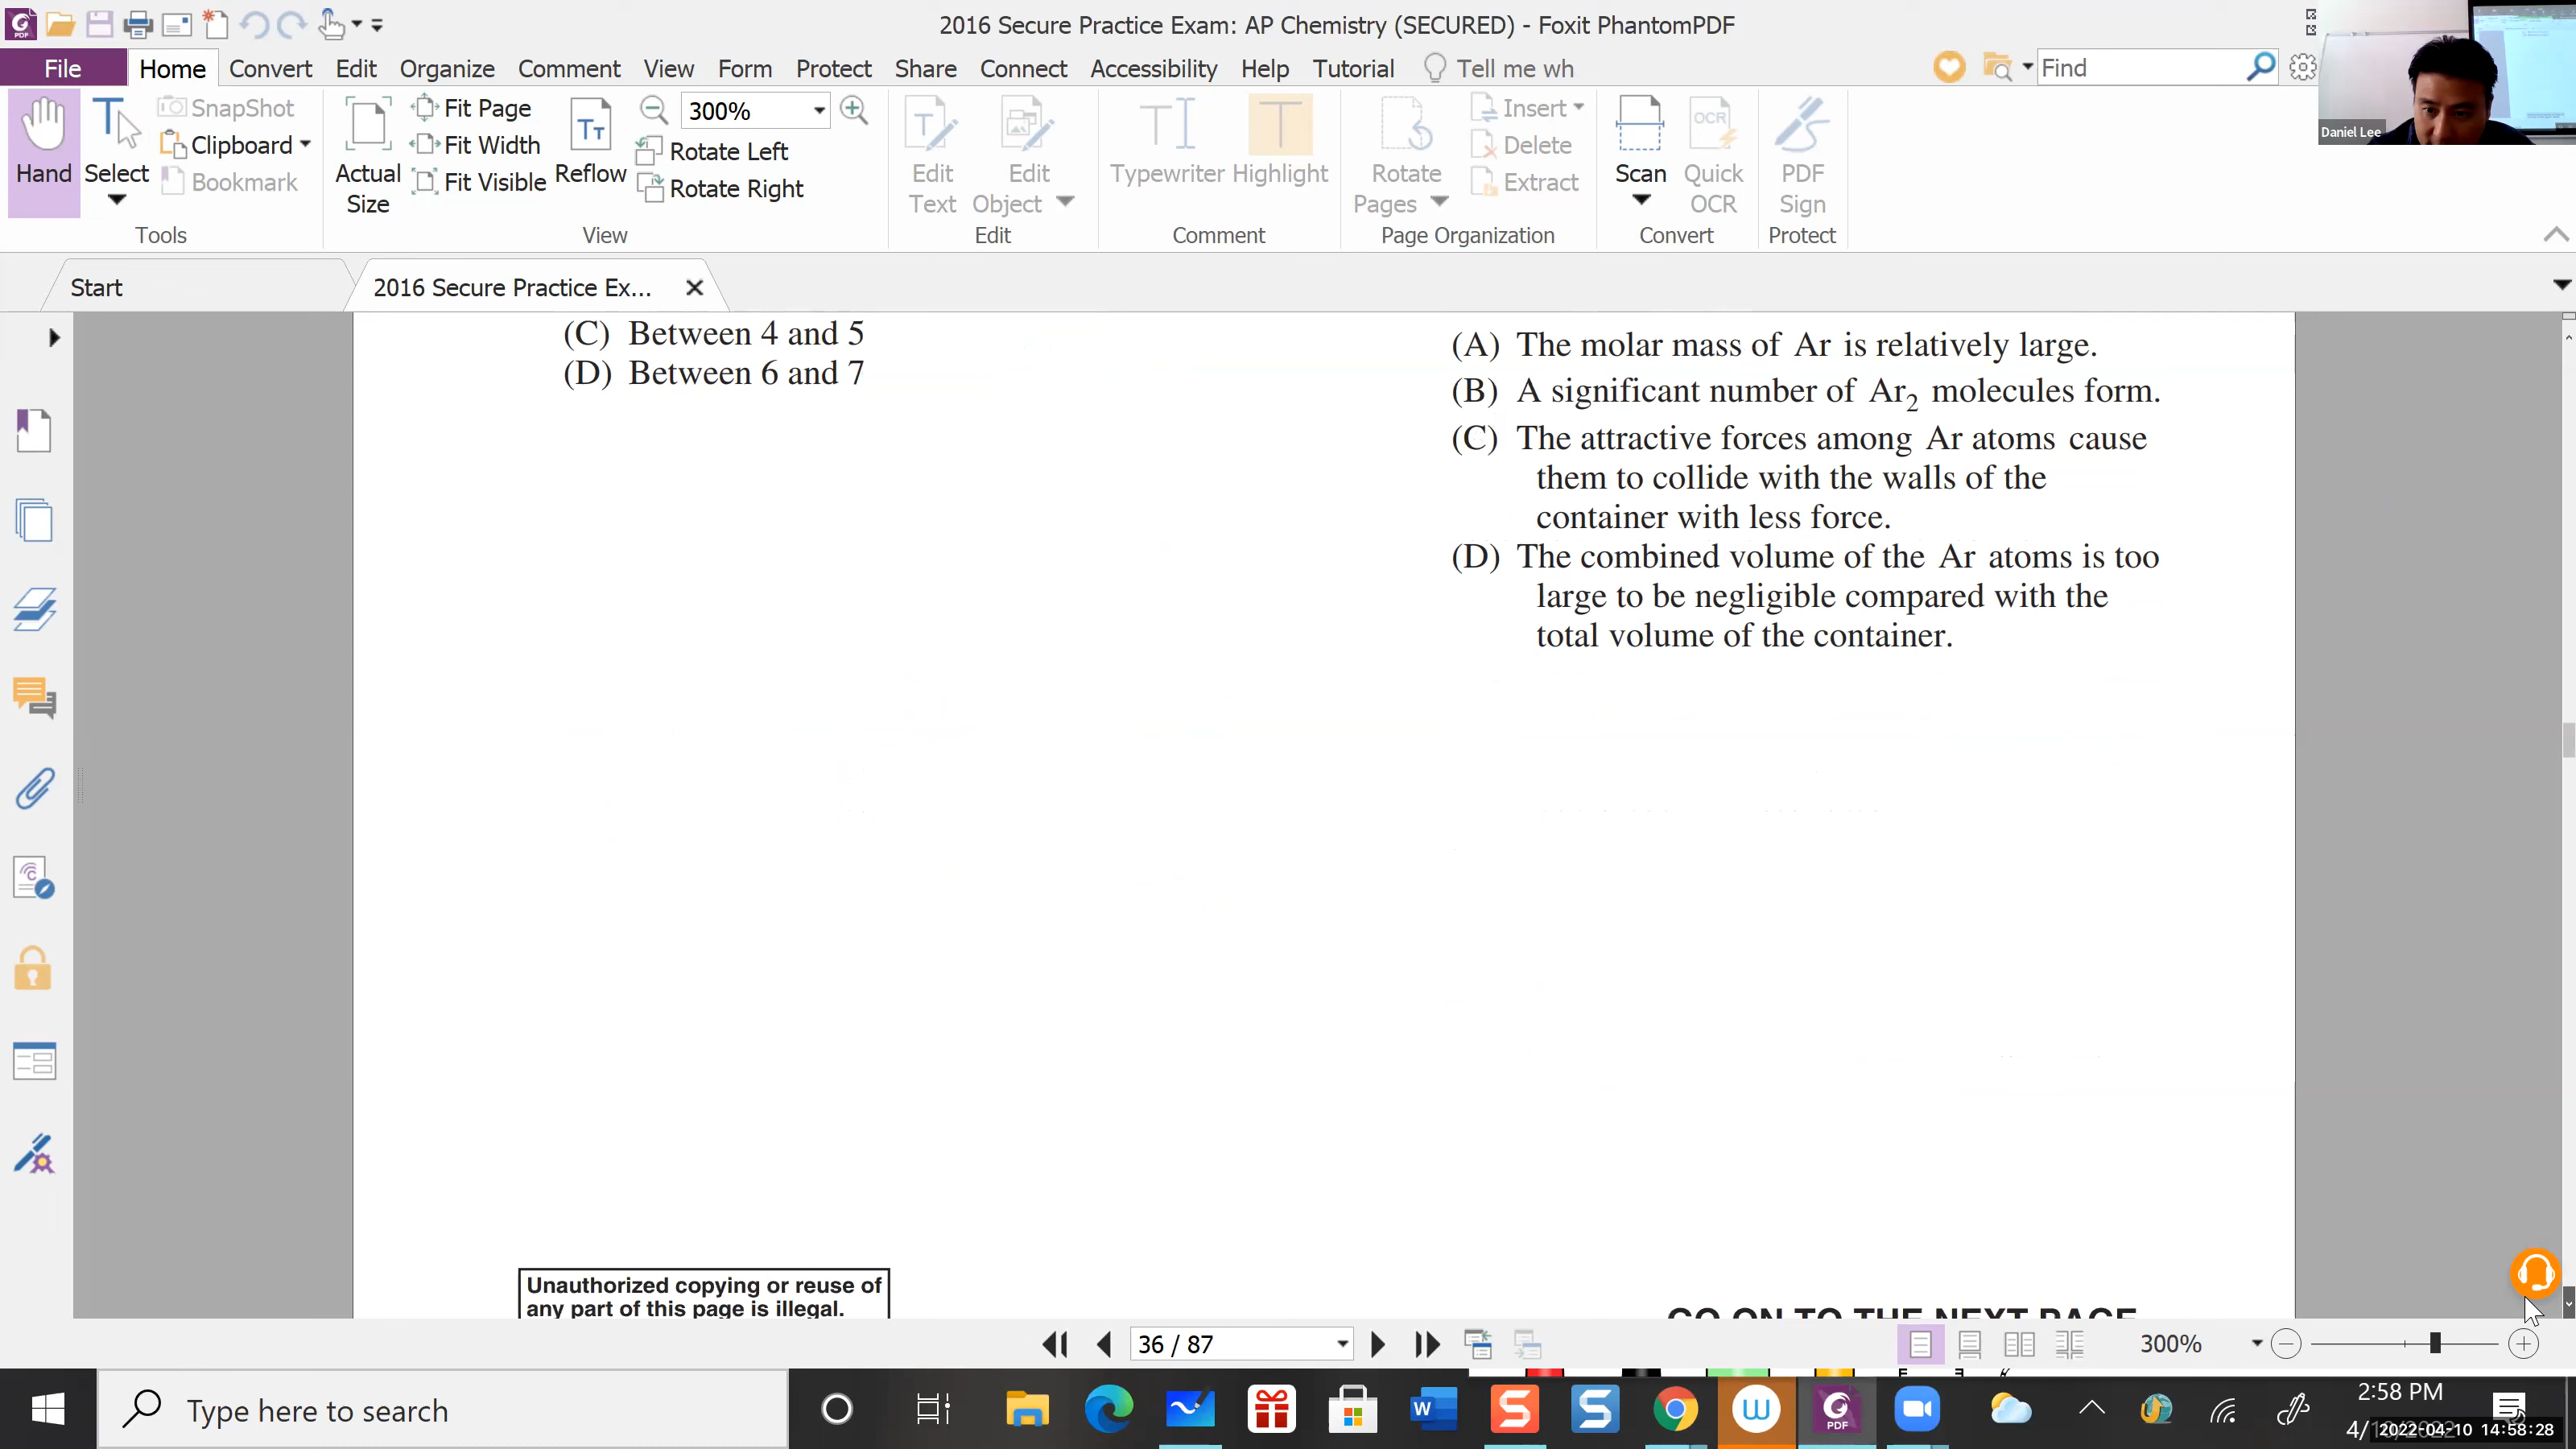 2016 Secure Practice Exam: AP Chemistry (SECURED) - Foxit PhantomPDF
File Home Convert Edit Organize Comment View Form Protect Share Connect Accessibility Help Tutorial Tell me wh Find
Daniel Lee
Hand
Select
SnapShot
Clipboard
Bookmark
Tools
Actual Size
Fit Page
Fit Width
Fit Visible
Reflow
300%
Rotate Left
Rotate Right
View
Edit Text
Edit Object
Edit
Typewriter
Highlight
Comment
Rotate Pages
Insert
Delete
Extract
Page Organization
Scan
Quick OCR
Convert
PDF Sign
Protect
Start
2016 Secure Practice Ex...
(C) Between 4 and 5
(D) Between 6 and 7
(A) The molar mass of Ar is relatively large.
(B) A significant number of Ar2 molecules form.
(C) The attractive forces among Ar atoms cause
them to collide with the walls of the
container with less force.
(D) The combined volume of the Ar atoms is too
large to be negligible compared with the
total volume of the container.
Unauthorized copying or reuse of
any part of this page is illegal.
GO ON TO THE NEXT PAGE
36 / 87
300%
Type here to search
2:58 PM
2022-04-10 14:58:28